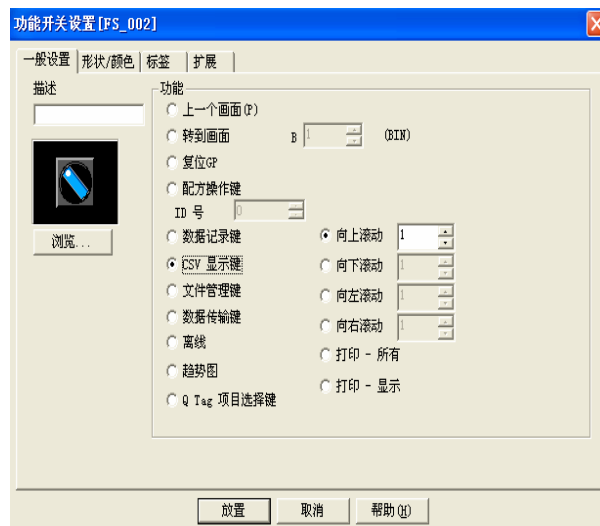 功能开关设置[FS_002]
一般设置 形状/颜色 标签 扩展
描述
功能
上一个画面(P)
转到画面 B 1 (BIN)
复位GP
配方操作键
ID 号 0
浏览...
数据记录键 向上滚动 1
CSV 显示键 向下滚动 1
文件管理键 向左滚动 1
数据传输键 向右滚动 1
离线 打印 - 所有
趋势图 打印 - 显示
Q Tag 项目选择键
放置 取消 帮助(H)